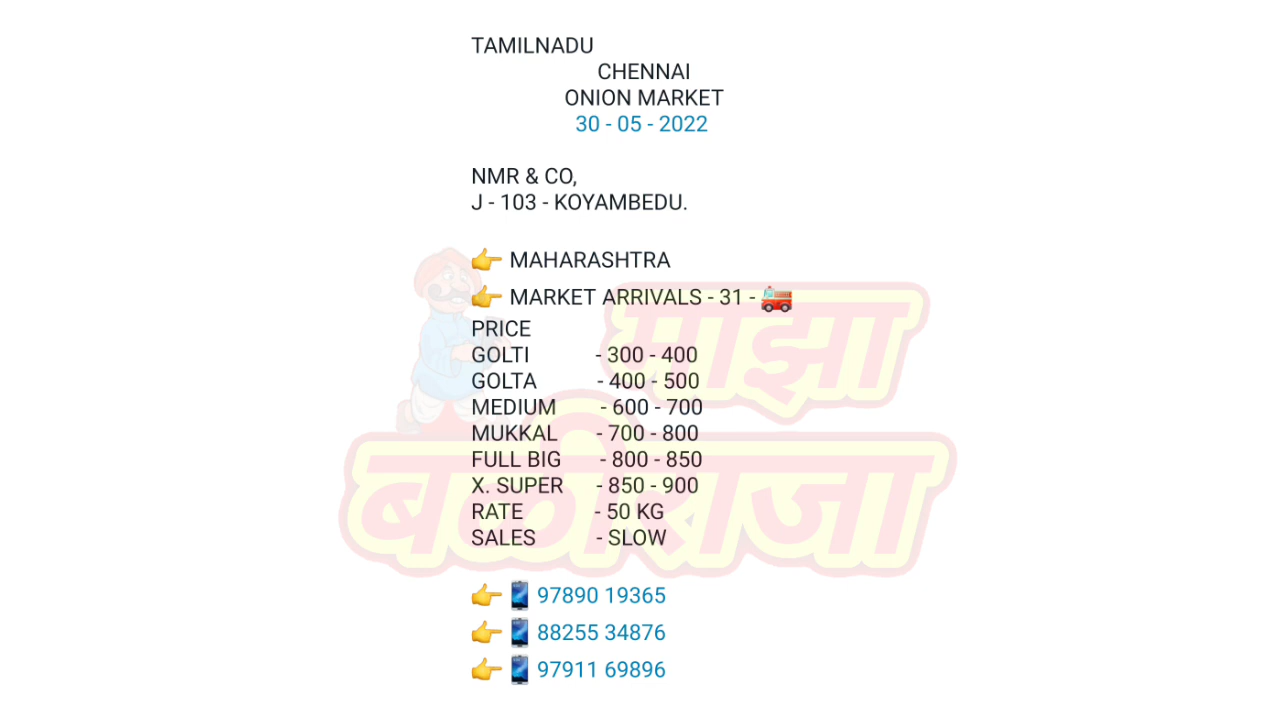 TAMILNADU
CHENNAI
ONION MARKET
30 - 05 - 2022
NMR & CO,
J - 103 - KOYAMBEDU.
👉 MAHARASHTRA
👉 MARKET ARRIVALS - 31 - 🚒
PRICE
GOLTI - 300 - 400
GOLTA - 400 - 500
MEDIUM - 600 - 700
MUKKAL - 700 - 800
FULL BIG - 800 - 850
X. SUPER - 850 - 900
RATE - 50 KG
SALES - SLOW
👉📱 97890 19365
👉📱 88255 34876
👉📱 97911 69896
माझा
बळीराजा